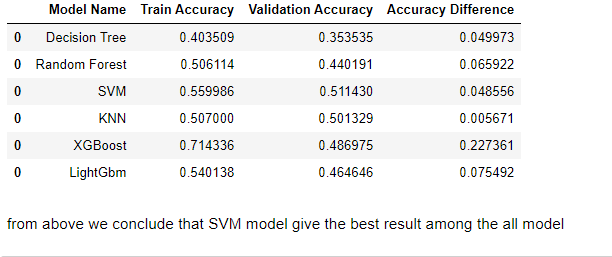 Model Name Train Accuracy Validation Accuracy Accuracy Difference
0 Decision Tree 0.403509 0.353535 0.049973
0 Random Forest 0.506114 0.440191 0.065922
0 SVM 0.559986 0.511430 0.048556
0 KNN 0.507000 0.501329 0.005671
0 XGBoost 0.714336 0.486975 0.227361
0 LightGbm 0.540138 0.464646 0.075492
from above we conclude that SVM model give the best result among the all model